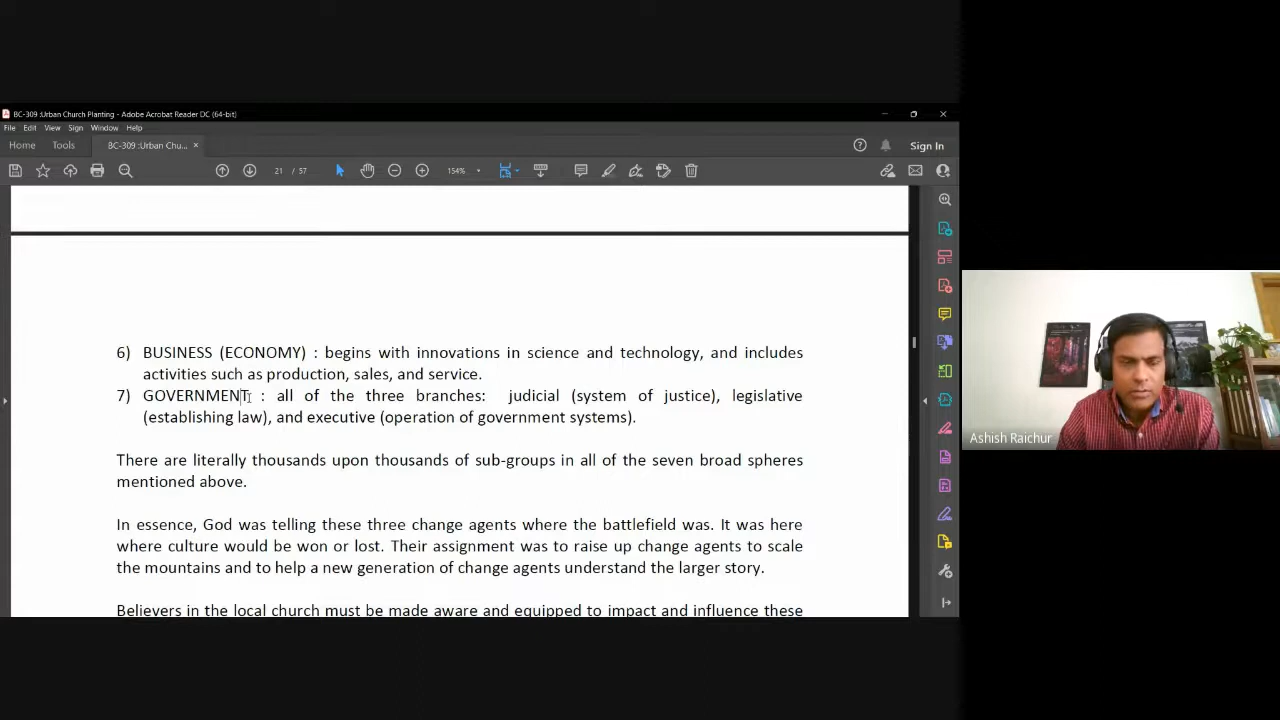 BC-309 :Urban Church Planting - Adobe Acrobat Reader DC (64-bit)
File Edit View Sign Window Help
Home Tools BC-309 :Urban Chu... × Sign In
21 / 57 154%
6) BUSINESS (ECONOMY) : begins with innovations in science and technology, and includes
activities such as production, sales, and service.
7) GOVERNMENT : all of the three branches: judicial (system of justice), legislative
(establishing law), and executive (operation of government systems).
There are literally thousands upon thousands of sub-groups in all of the seven broad spheres
mentioned above.
In essence, God was telling these three change agents where the battlefield was. It was here
where culture would be won or lost. Their assignment was to raise up change agents to scale
the mountains and to help a new generation of change agents understand the larger story.
Believers in the local church must be made aware and equipped to impact and influence these
Ashish Raichur